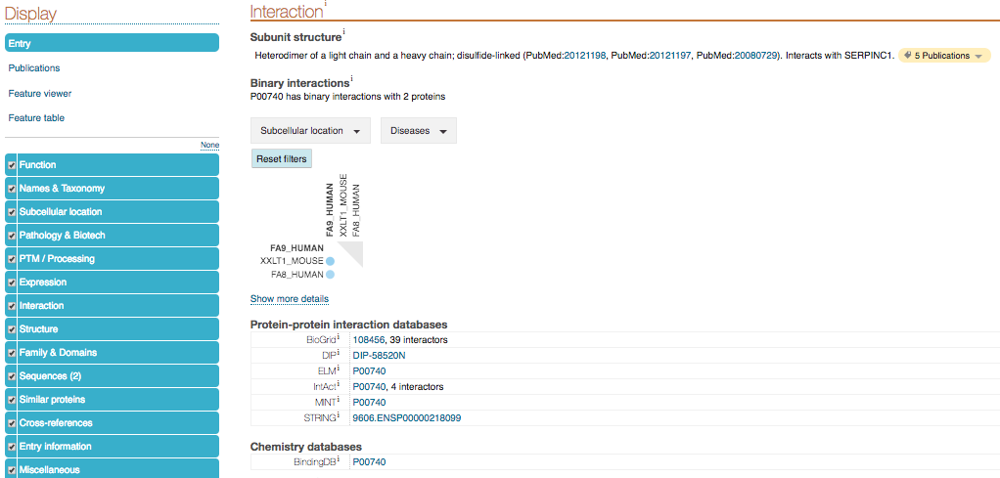 Display
Entry
Publications
Feature viewer
Feature table
None
Function
Names & Taxonomy
Subcellular location
Pathology & Biotech
PTM / Processing
Expression
Interaction
Structure
Family & Domains
Sequences (2)
Similar proteins
Cross-references
Entry information
Miscellaneous
Interaction i
Subunit structure i
Heterodimer of a light chain and a heavy chain; disulfide-linked (PubMed:20121198, PubMed:20121197, PubMed:20080729). Interacts with SERPINC1. 5 Publications
Binary interactions i
P00740 has binary interactions with 2 proteins
Subcellular location Diseases
Reset filters
FA9_HUMAN
XXLT1_MOUSE
FA8_HUMAN
FA9_HUMAN
XXLT1_MOUSE
FA8_HUMAN
Show more details
Protein-protein interaction databases
BioGrid i 108456, 39 interactors
DIP i DIP-58520N
ELM i P00740
IntAct i P00740, 4 interactors
MINT i P00740
STRING i 9606.ENSP00000218099
Chemistry databases
BindingDB i P00740